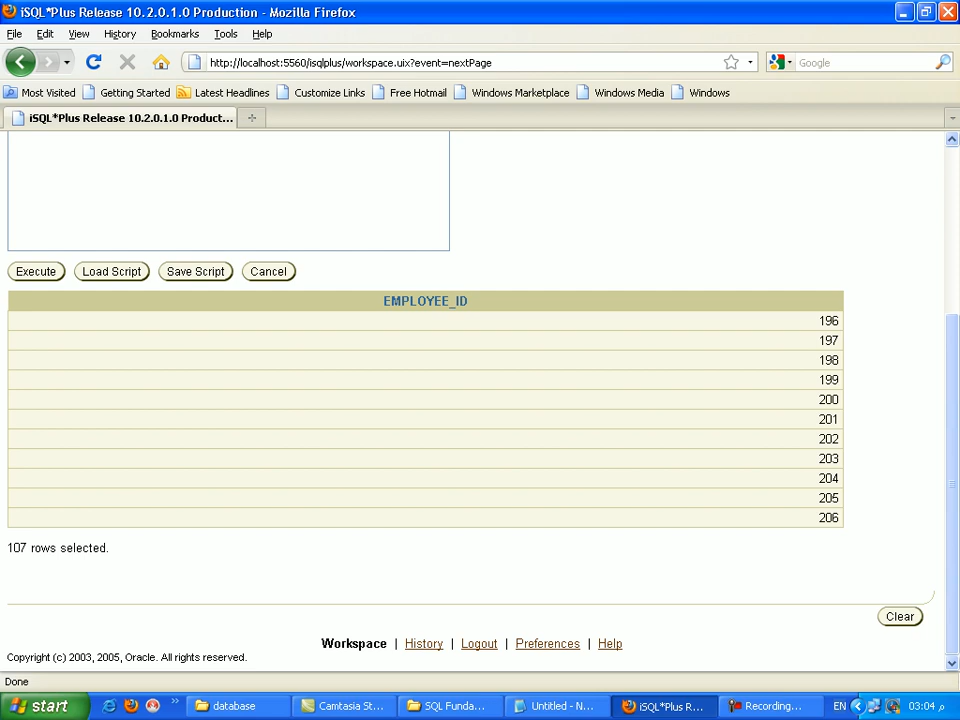 iSQL*Plus Release 10.2.0.1.0 Production - Mozilla Firefox
File Edit View History Bookmarks Tools Help
http://localhost:5560/isqlplus/workspace.uix?event=nextPage
Google
Most Visited Getting Started Latest Headlines Customize Links Free Hotmail Windows Marketplace Windows Media Windows
iSQL*Plus Release 10.2.0.1.0 Product...
Execute Load Script Save Script Cancel
EMPLOYEE_ID
196
197
198
199
200
201
202
203
204
205
206
107 rows selected.
Clear
Workspace | History | Logout | Preferences | Help
Copyright (c) 2003, 2005, Oracle. All rights reserved.
Done
start database Camtasia St... SQL Funda... Untitled - N... iSQL*Plus R... Recording... EN 03:04 م